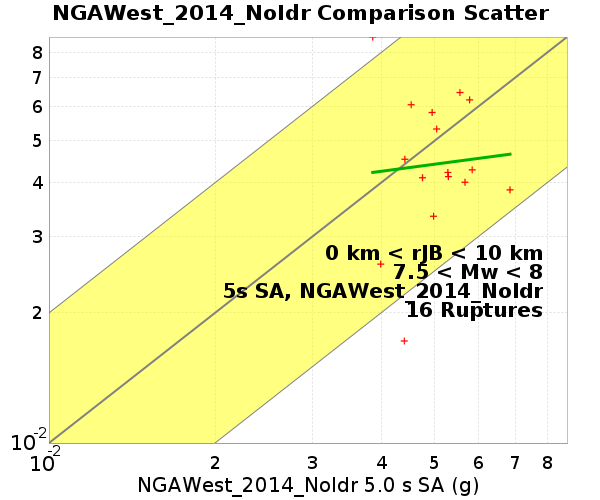 NGAWest_2014_NoIdr Comparison Scatter
8
7
6
5
4
3
2
10-2
0 km < rJB < 10 km
7.5 < Mw < 8
5s SA, NGAWest_2014_NoIdr
16 Ruptures
10-2 2 3 4 5 6 7 8
NGAWest_2014_NoIdr 5.0 s SA (g)